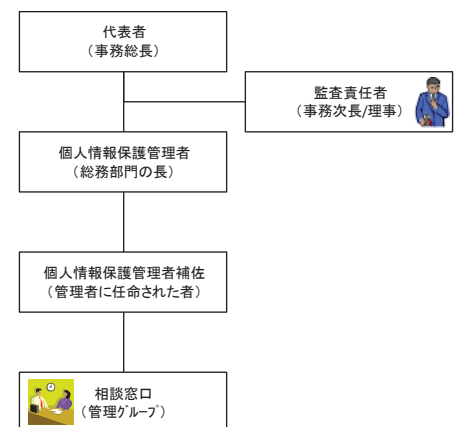 代表者
（事務総長）
監査責任者
（事務次長/理事）
個人情報保護管理者
（総務部門の長）
個人情報保護管理者補佐
（管理者に任命された者）
相談窓口
（管理ｸﾞﾙｰﾌﾟ）